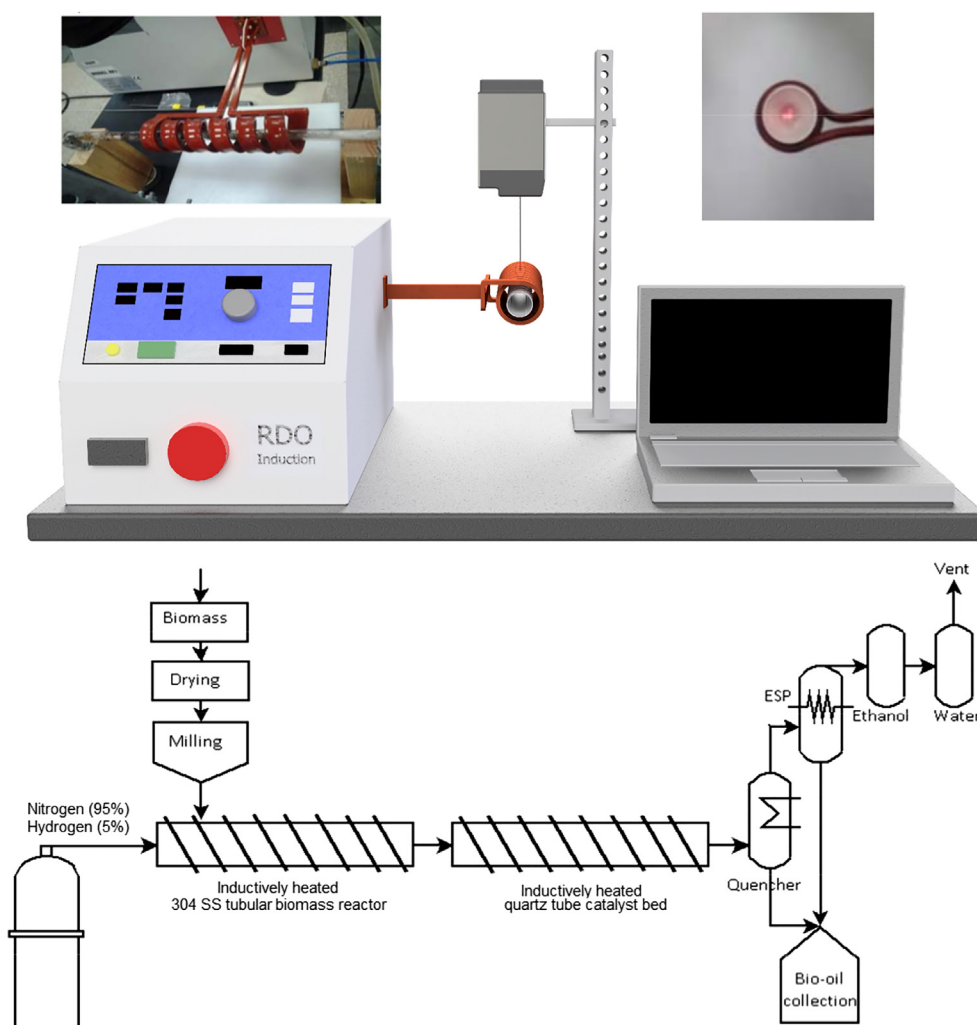 RDO
Induction
Biomass
Drying
Milling
Nitrogen (95%)
Hydrogen (5%)
Inductively heated
304 SS tubular biomass reactor
Inductively heated
quartz tube catalyst bed
Quencher
ESP
Ethanol
Water
Vent
Bio-oil
collection